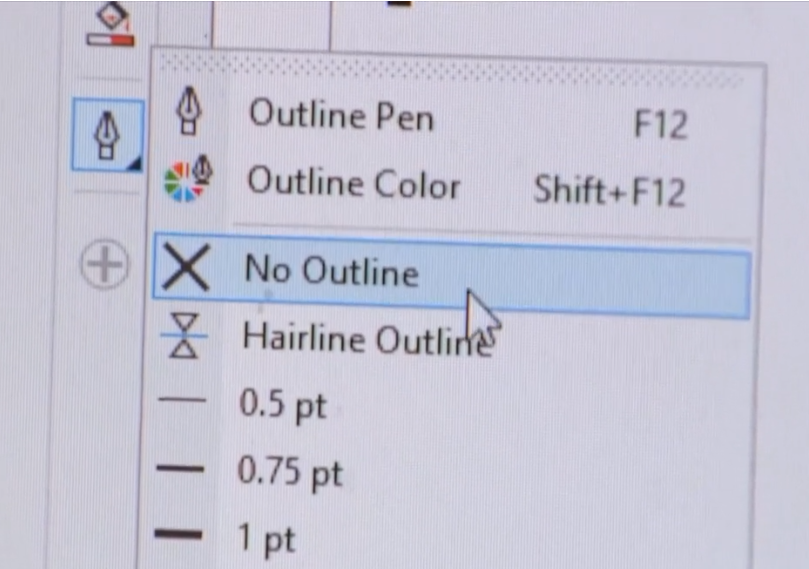 Outline Pen F12
Outline Color Shift+F12
No Outline
Hairline Outline
0.5 pt
0.75 pt
1 pt